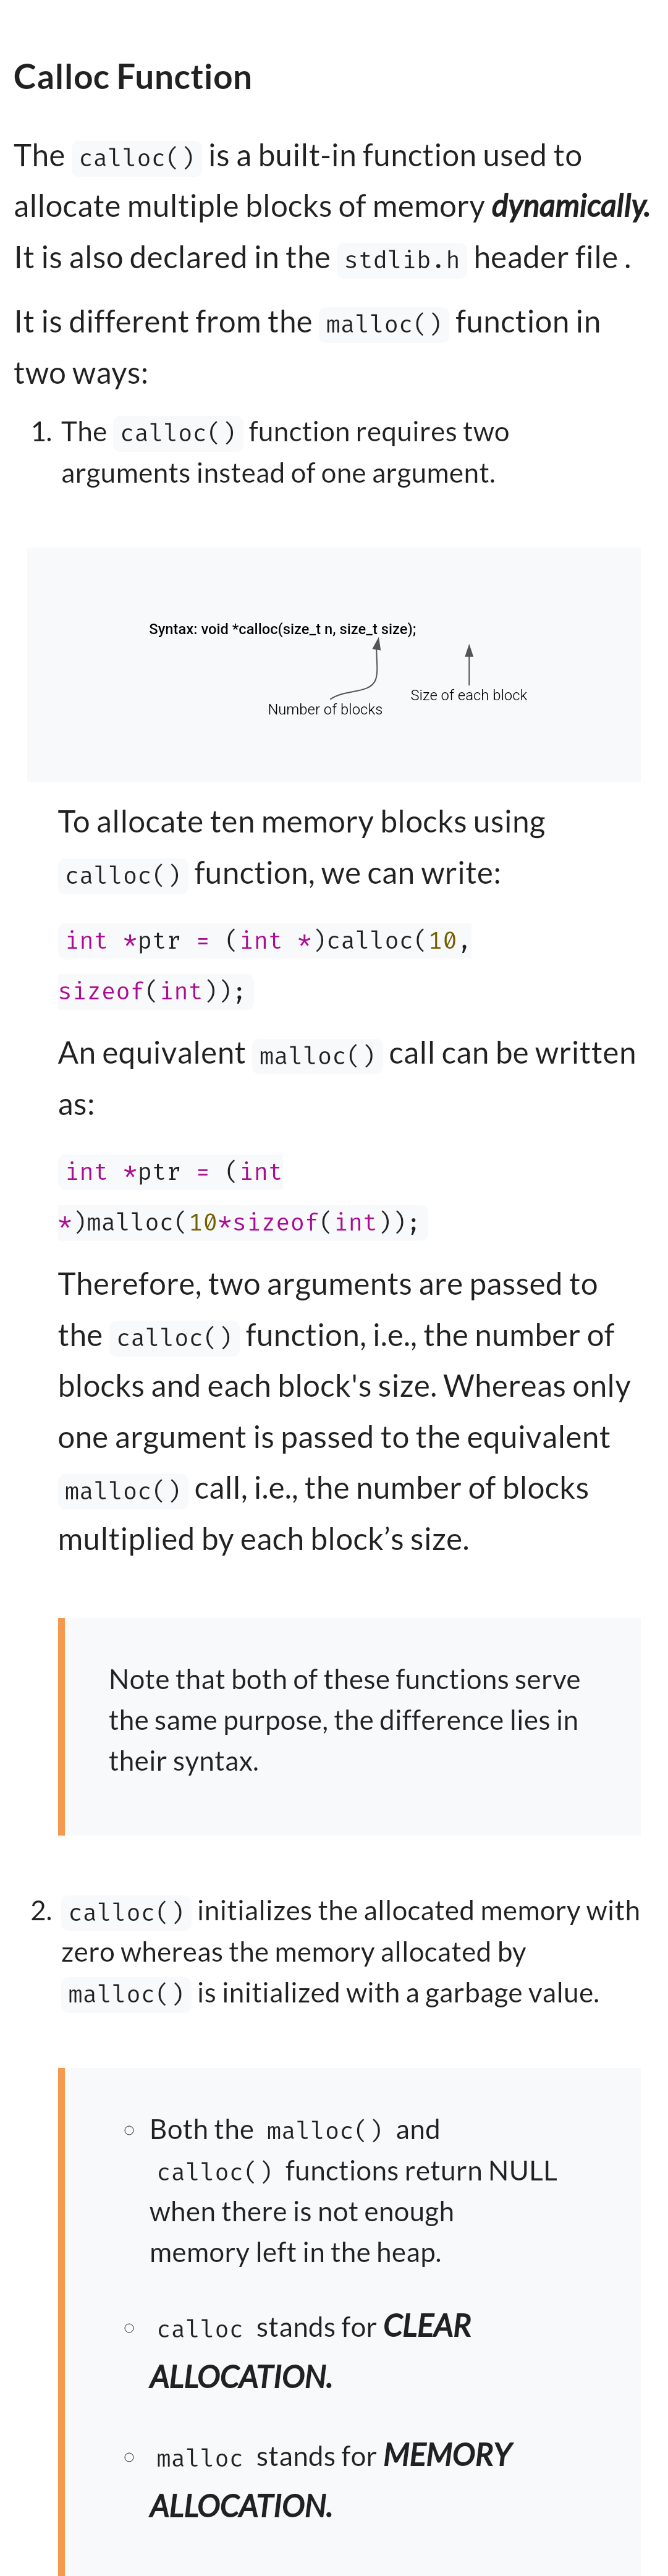 Calloc Function
The calloc() is a built-in function used to
allocate multiple blocks of memory dynamically.
It is also declared in the stdlib.h header file .
It is different from the malloc() function in
two ways:
1. The calloc() function requires two
arguments instead of one argument.
Syntax: void *calloc(size_t n, size_t size);
Number of blocks
Size of each block
To allocate ten memory blocks using
calloc() function, we can write:
int *ptr = (int *)calloc(10,
sizeof(int));
An equivalent malloc() call can be written
as:
int *ptr = (int
*)malloc(10*sizeof(int));
Therefore, two arguments are passed to
the calloc() function, i.e., the number of
blocks and each block's size. Whereas only
one argument is passed to the equivalent
malloc() call, i.e., the number of blocks
multiplied by each block’s size.
Note that both of these functions serve
the same purpose, the difference lies in
their syntax.
2. calloc() initializes the allocated memory with
zero whereas the memory allocated by
malloc() is initialized with a garbage value.
Both the malloc() and
calloc() functions return NULL
when there is not enough
memory left in the heap.
calloc stands for CLEAR
ALLOCATION.
malloc stands for MEMORY
ALLOCATION.